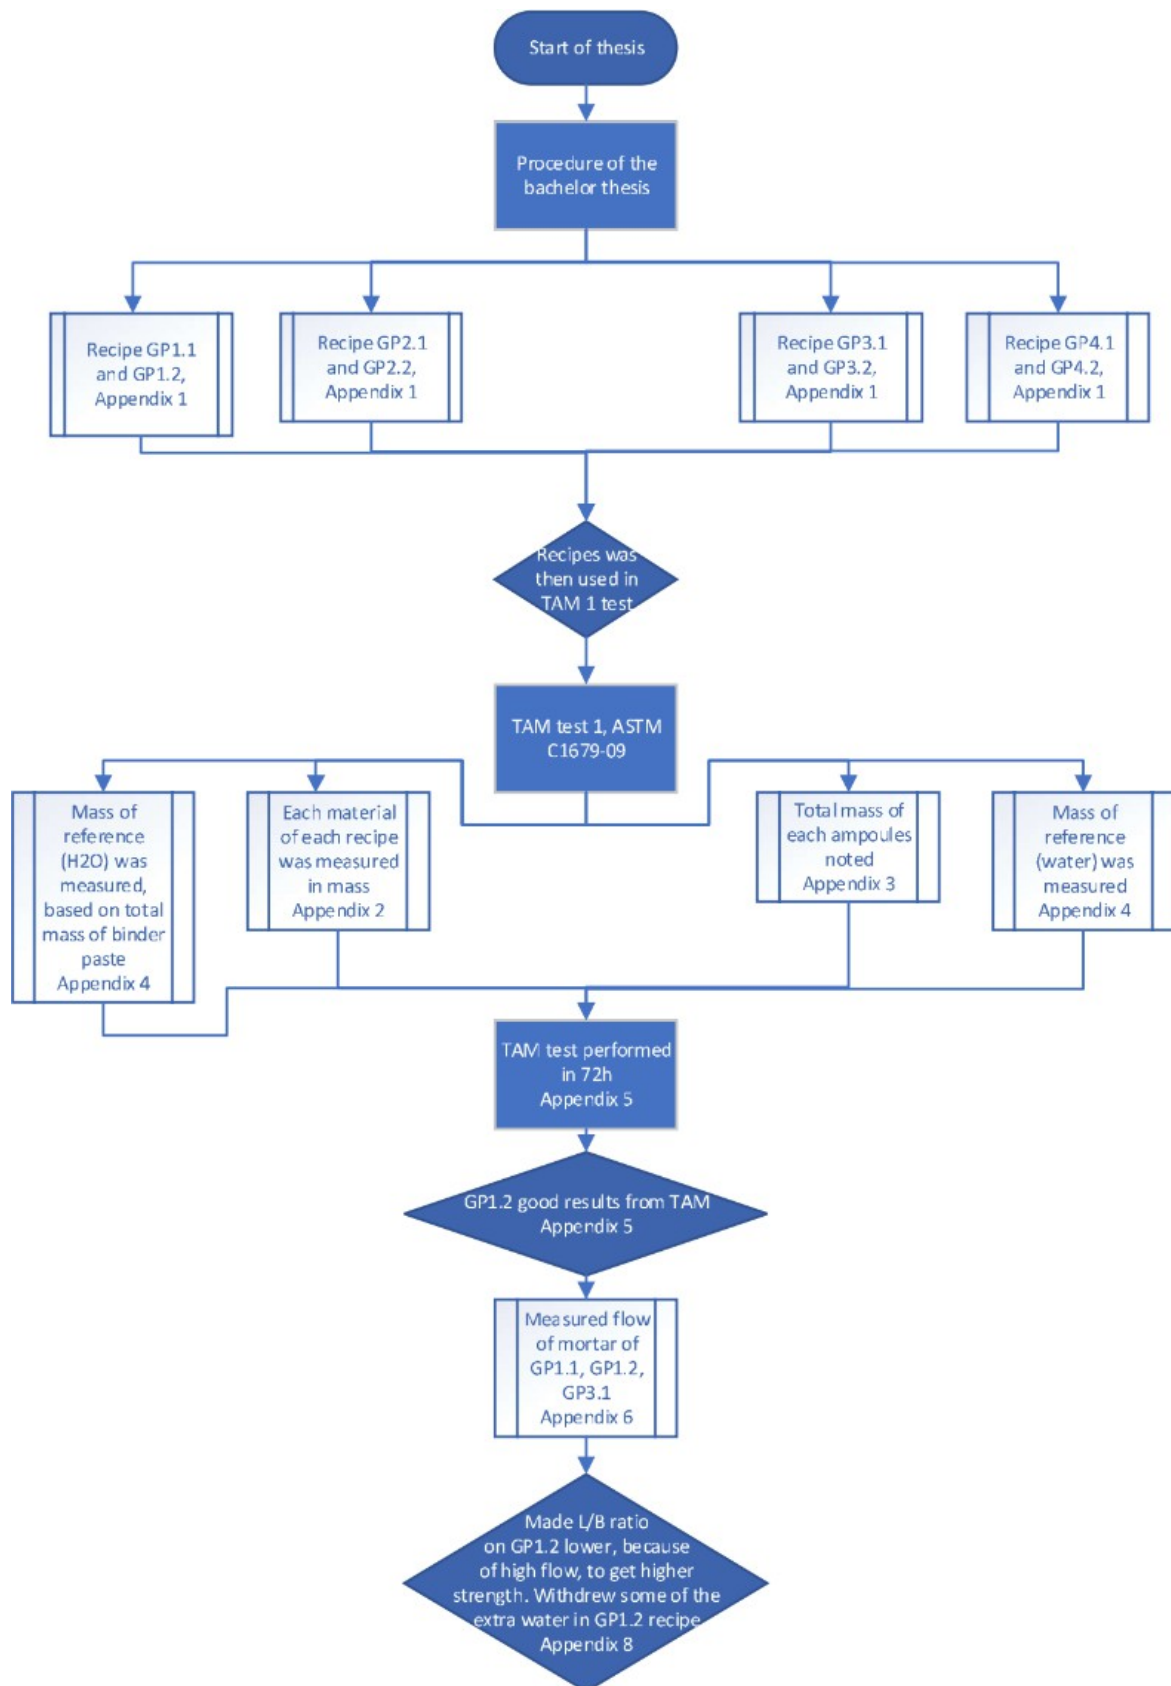 Start of thesis
Procedure of the
bachelor thesis
Recipe GP1.1
and GP1.2,
Appendix 1
Recipe GP2.1
and GP2.2,
Appendix 1
Recipe GP3.1
and GP3.2,
Appendix 1
Recipe GP4.1
and GP4.2,
Appendix 1
Recipes was
then used in
TAM 1 test
TAM test 1, ASTM
C1679-09
Mass of
reference
(H2O) was
measured,
based on total
mass of binder
paste
Appendix 4
Each material
of each recipe
was measured
in mass
Appendix 2
Total mass of
each ampoules
noted
Appendix 3
Mass of
reference
(water) was
measured
Appendix 4
TAM test performed
in 72h
Appendix 5
GP1.2 good results from TAM
Appendix 5
Measured flow
of mortar of
GP1.1, GP1.2,
GP3.1
Appendix 6
Made L/B ratio
on GP1.2 lower, because
of high flow, to get higher
strength. Withdrew some of the
extra water in GP1.2 recipe
Appendix 8